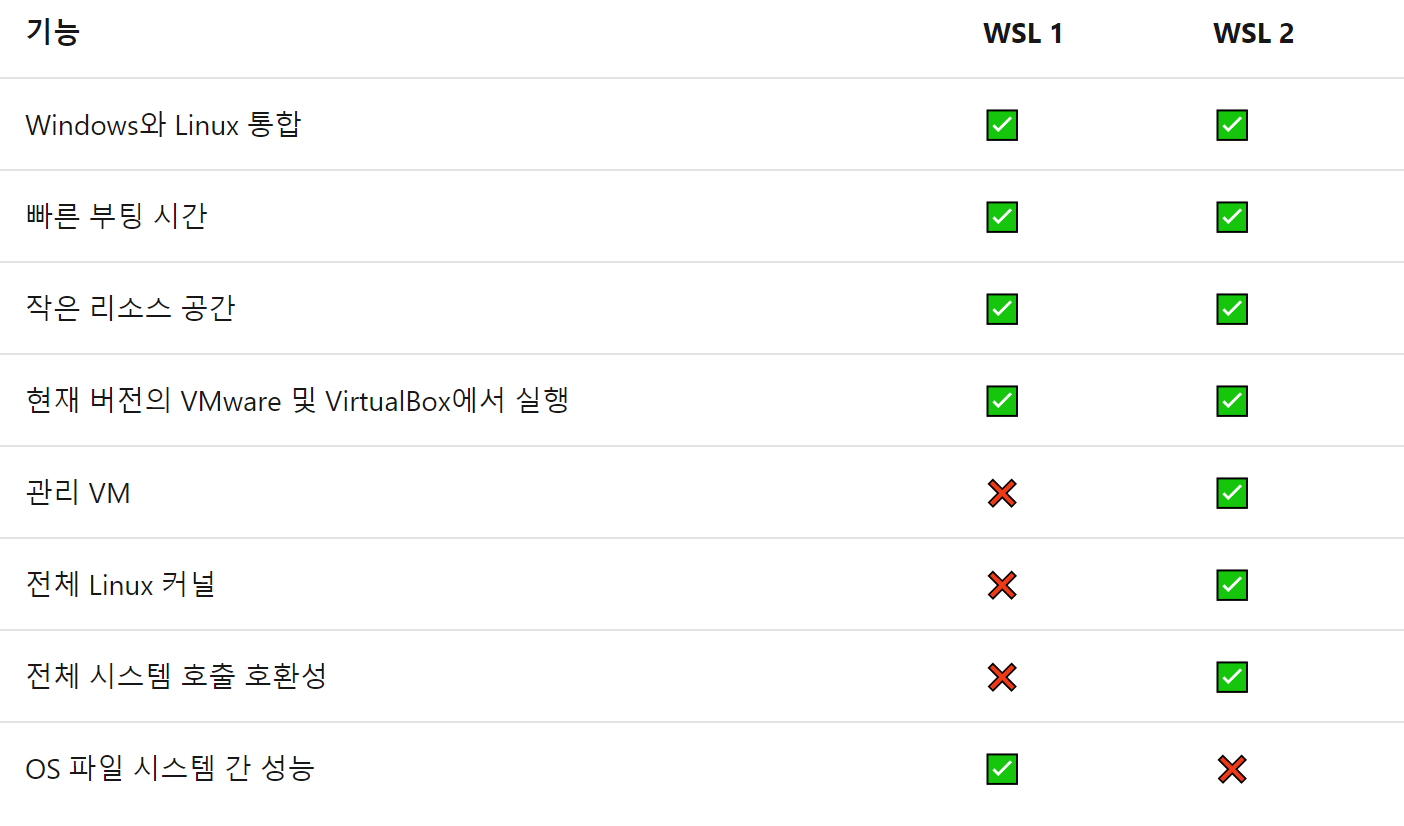 기능 WSL 1 WSL 2
Windows와 Linux 통합 ✅ ✅
빠른 부팅 시간 ✅ ✅
작은 리소스 공간 ✅ ✅
현재 버전의 VMware 및 VirtualBox에서 실행 ✅ ✅
관리 VM ❌ ✅
전체 Linux 커널 ❌ ✅
전체 시스템 호출 호환성 ❌ ✅
OS 파일 시스템 간 성능 ✅ ❌